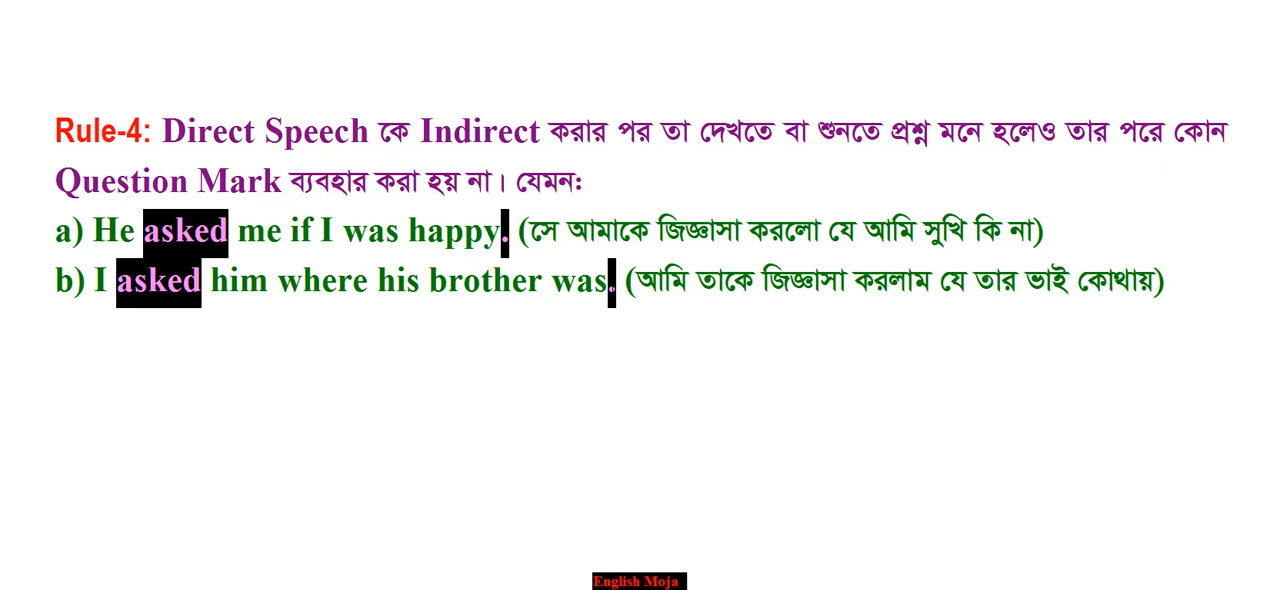 Rule-4: Direct Speech কে Indirect করার পর তা দেখতে বা শুনতে প্রশ্ন মনে হলেও তার পরে কোন
Question Mark ব্যবহার করা হয় না। যেমনঃ
a) He asked me if I was happy. (সে আমাকে জিজ্ঞাসা করলো যে আমি সুখি কি না)
b) I asked him where his brother was. (আমি তাকে জিজ্ঞাসা করলাম যে তার ভাই কোথায়)
English Moja